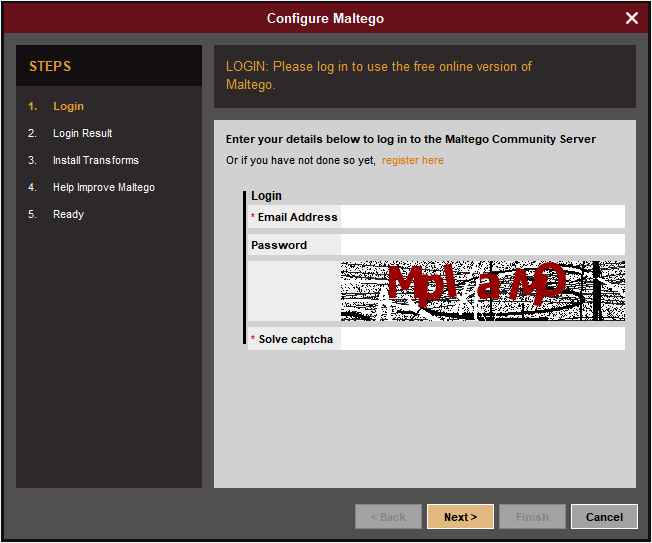 Configure Maltego
STEPS
1. Login
2. Login Result
3. Install Transforms
4. Help Improve Maltego
5. Ready
LOGIN: Please log in to use the free online version of
Maltego.
Enter your details below to log in to the Maltego Community Server
Or if you have not done so yet, register here
Login
* Email Address
Password
* Solve captcha
< Back
Next >
Finish
Cancel